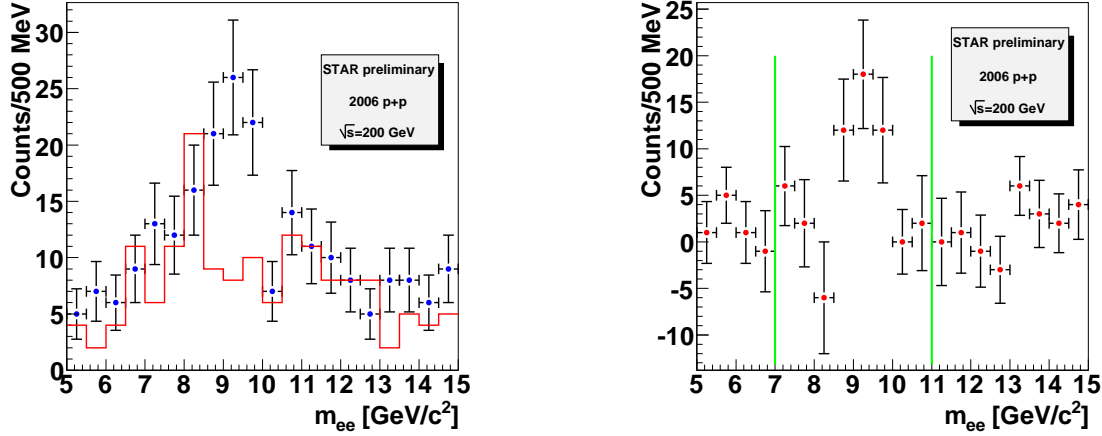 Counts/500 MeV
30
25
20
15
10
5
0
STAR preliminary
2006 p+p
√s=200 GeV
5 6 7 8 9 10 11 12 13 14 15
m_ee [GeV/c²]
Counts/500 MeV
25
20
15
10
5
0
-5
-10
STAR preliminary
2006 p+p
√s=200 GeV
5 6 7 8 9 10 11 12 13 14 15
m_ee [GeV/c²]